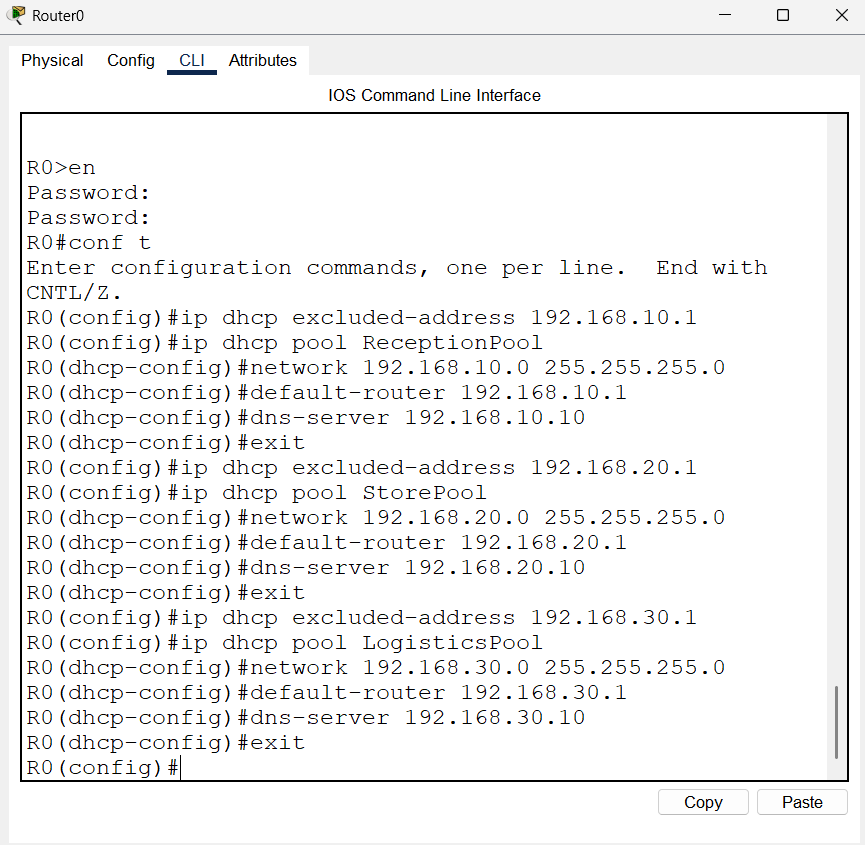 Router0
Physical Config CLI Attributes
IOS Command Line Interface
R0>en
Password:
Password:
R0#conf t
Enter configuration commands, one per line.  End with
CNTL/Z.
R0(config)#ip dhcp excluded-address 192.168.10.1
R0(config)#ip dhcp pool ReceptionPool
R0(dhcp-config)#network 192.168.10.0 255.255.255.0
R0(dhcp-config)#default-router 192.168.10.1
R0(dhcp-config)#dns-server 192.168.10.10
R0(dhcp-config)#exit
R0(config)#ip dhcp excluded-address 192.168.20.1
R0(config)#ip dhcp pool StorePool
R0(dhcp-config)#network 192.168.20.0 255.255.255.0
R0(dhcp-config)#default-router 192.168.20.1
R0(dhcp-config)#dns-server 192.168.20.10
R0(dhcp-config)#exit
R0(config)#ip dhcp excluded-address 192.168.30.1
R0(config)#ip dhcp pool LogisticsPool
R0(dhcp-config)#network 192.168.30.0 255.255.255.0
R0(dhcp-config)#default-router 192.168.30.1
R0(dhcp-config)#dns-server 192.168.30.10
R0(dhcp-config)#exit
R0(config)#
Copy Paste